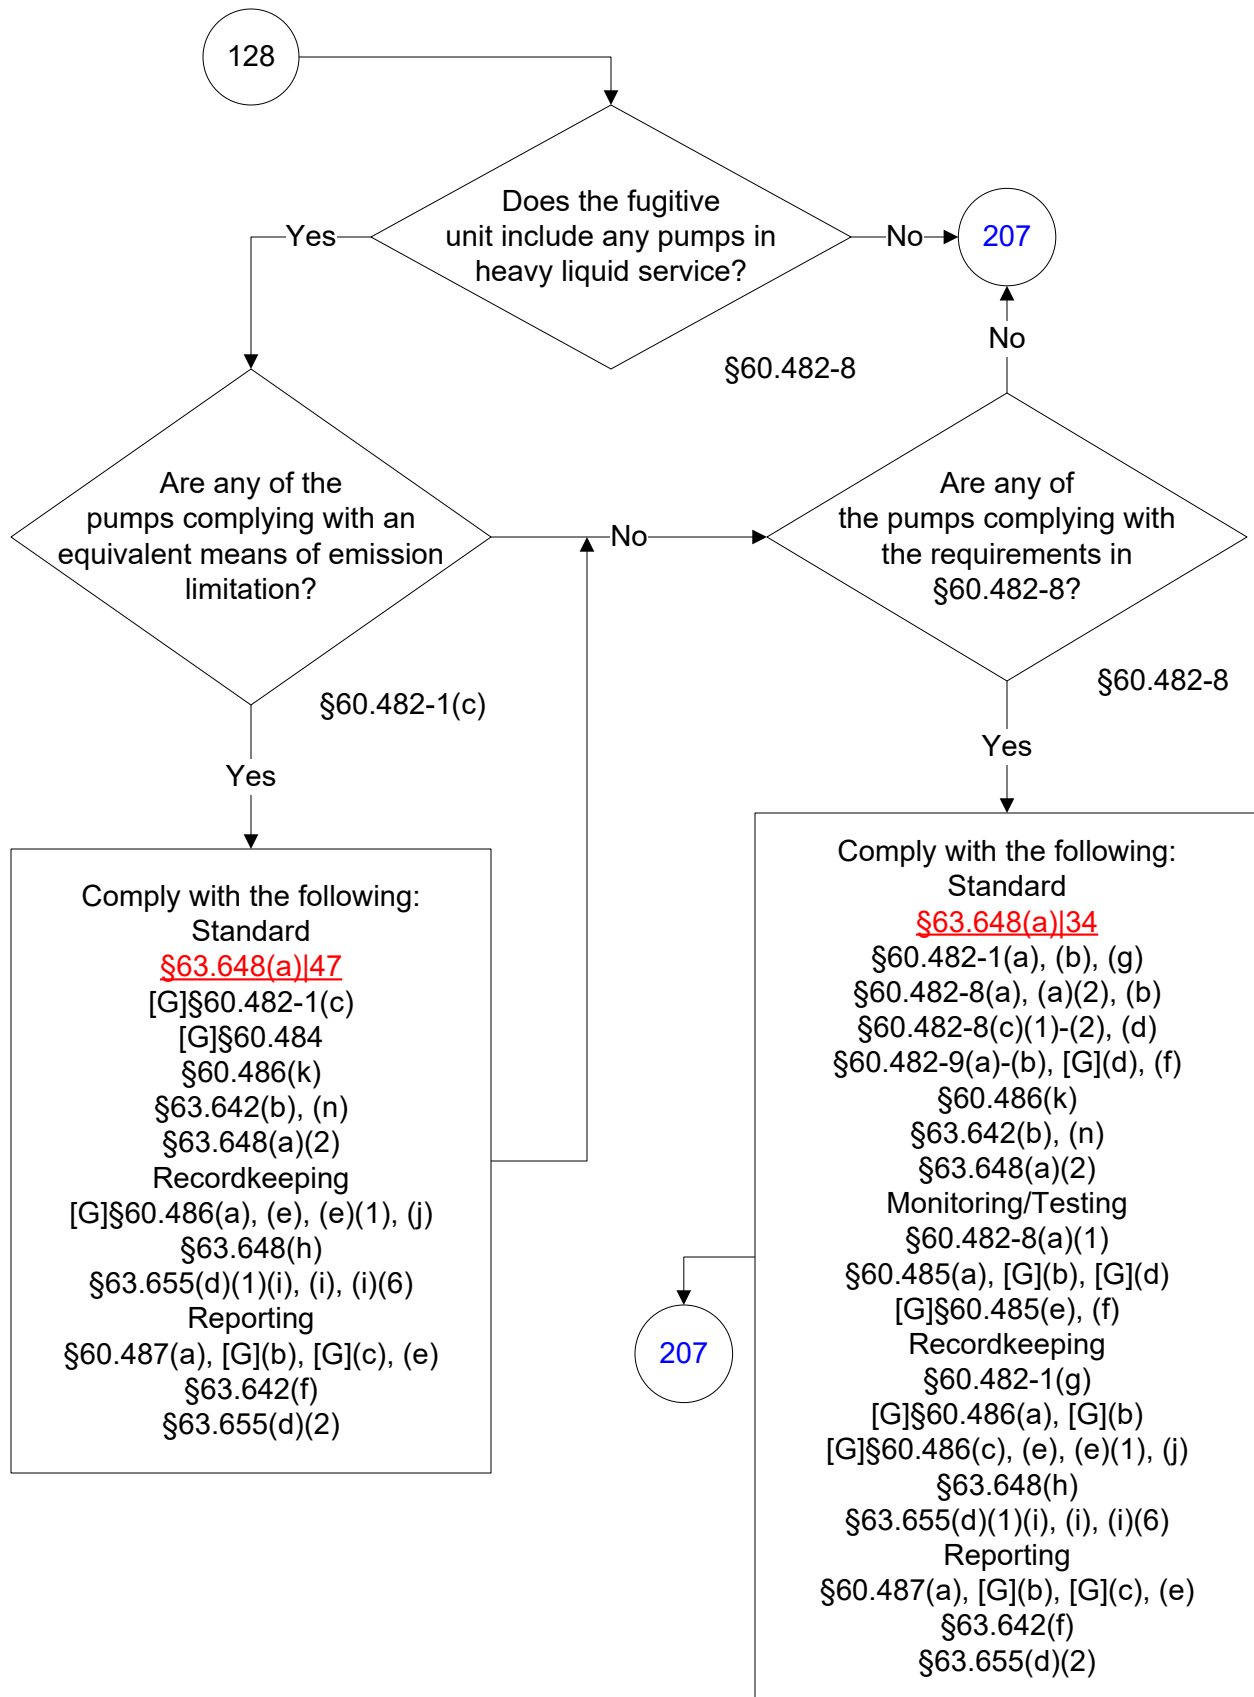 128
Does the fugitive
unit include any pumps in
heavy liquid service?
Yes
No
207
§60.482-8
No
Are any of the
pumps complying with an
equivalent means of emission
limitation?
No
Are any of
the pumps complying with
the requirements in
§60.482-8?
§60.482-1(c)
§60.482-8
Yes
Yes
Comply with the following:
Standard
§63.648(a)|47
[G]§60.482-1(c)
[G]§60.484
§60.486(k)
§63.642(b), (n)
§63.648(a)(2)
Recordkeeping
[G]§60.486(a), (e), (e)(1), (j)
§63.648(h)
§63.655(d)(1)(i), (i), (i)(6)
Reporting
§60.487(a), [G](b), [G](c), (e)
§63.642(f)
§63.655(d)(2)
Comply with the following:
Standard
§63.648(a)|34
§60.482-1(a), (b), (g)
§60.482-8(a), (a)(2), (b)
§60.482-8(c)(1)-(2), (d)
§60.482-9(a)-(b), [G](d), (f)
§60.486(k)
§63.642(b), (n)
§63.648(a)(2)
Monitoring/Testing
§60.482-8(a)(1)
§60.485(a), [G](b), [G](d)
[G]§60.485(e), (f)
Recordkeeping
§60.482-1(g)
[G]§60.486(a), [G](b)
[G]§60.486(c), (e), (e)(1), (j)
§63.648(h)
§63.655(d)(1)(i), (i), (i)(6)
Reporting
§60.487(a), [G](b), [G](c), (e)
§63.642(f)
§63.655(d)(2)
207